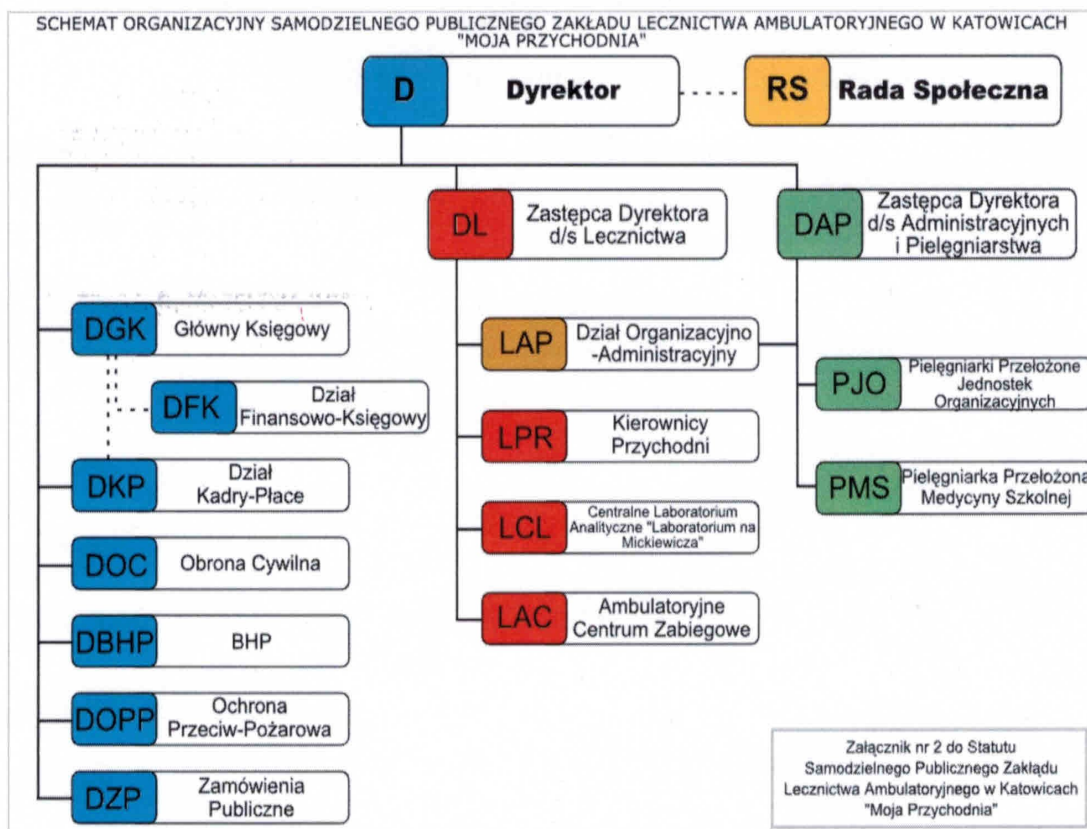 SCHEMAT ORGANIZACYJNY SAMODZIELNEGO PUBLICZNEGO ZAKŁADU LECZNICTWA AMBULATORYJNEGO W KATOWICACH
"MOJA PRZYCHODNIA"
D
Dyrektor
RS
Rada Społeczna
DL
Zastępca Dyrektora
d/s Lecznictwa
DAP
Zastępca Dyrektora
d/s Administracyjnych
i Pielęgniarstwa
DGK
Główny Księgowy
DFK
Dział
Finansowo-Księgowy
DKP
Dział
Kadry-Płace
DOC
Obrona Cywilna
DBHP
BHP
DOPP
Ochrona
Przeciw-Pożarowa
DZP
Zamówienia
Publiczne
LAP
Dział Organizacyjno
-Administracyjny
LPR
Kierownicy
Przychodni
LCL
Centralne Laboratorium
Analityczne "Laboratorium na
Mickiewicza"
LAC
Ambulatoryjne
Centrum Zabiegowe
PJO
Pielęgniarki Przełożone
Jednostek
Organizacyjnych
PMS
Pielęgniarka Przełożona
Medycyny Szkolnej
Załącznik nr 2 do Statutu
Samodzielnego Publicznego Zakłądu
Lecznictwa Ambulatoryjnego w Katowicach
"Moja Przychodnia"